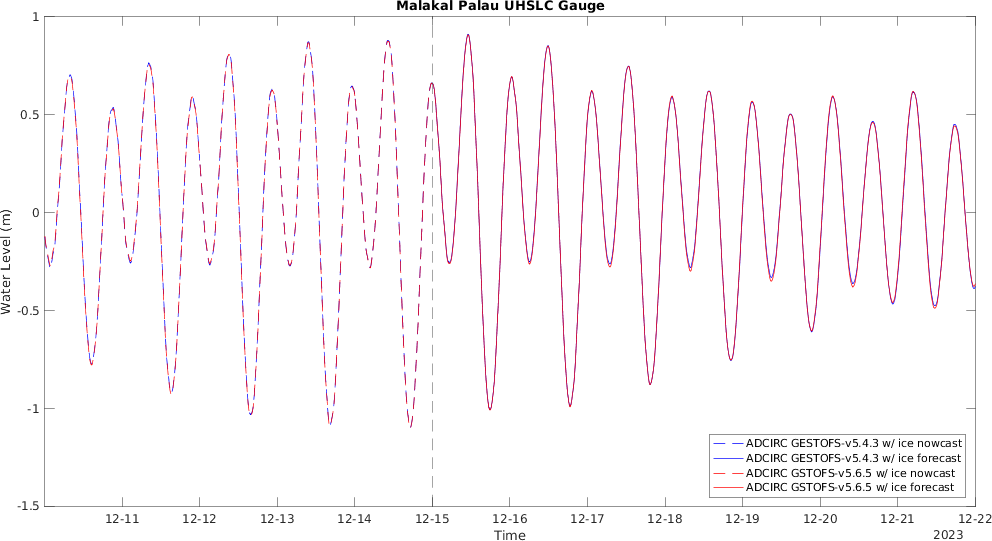 Malakal Palau UHSLC Gauge
1
0.5
0
-0.5
-1
-1.5
Water Level (m)
ADCIRC GESTOFS-v5.4.3 w/ ice nowcast
ADCIRC GESTOFS-v5.4.3 w/ ice forecast
ADCIRC GSTOFS-v5.6.5 w/ ice nowcast
ADCIRC GSTOFS-v5.6.5 w/ ice forecast
12-11 12-12 12-13 12-14 12-15 12-16 12-17 12-18 12-19 12-20 12-21 12-22
Time
2023